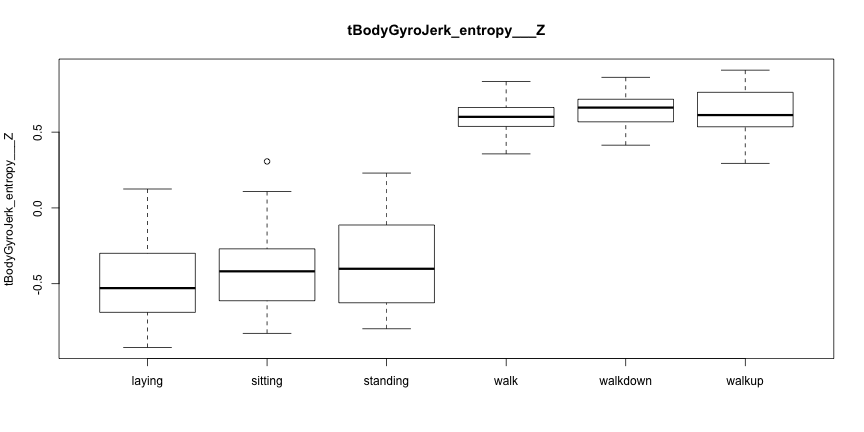 tBodyGyroJerk_entropy___Z
tBodyGyroJerk_entropy___Z
0.5
0.0
-0.5
laying sitting standing walk walkdown walkup